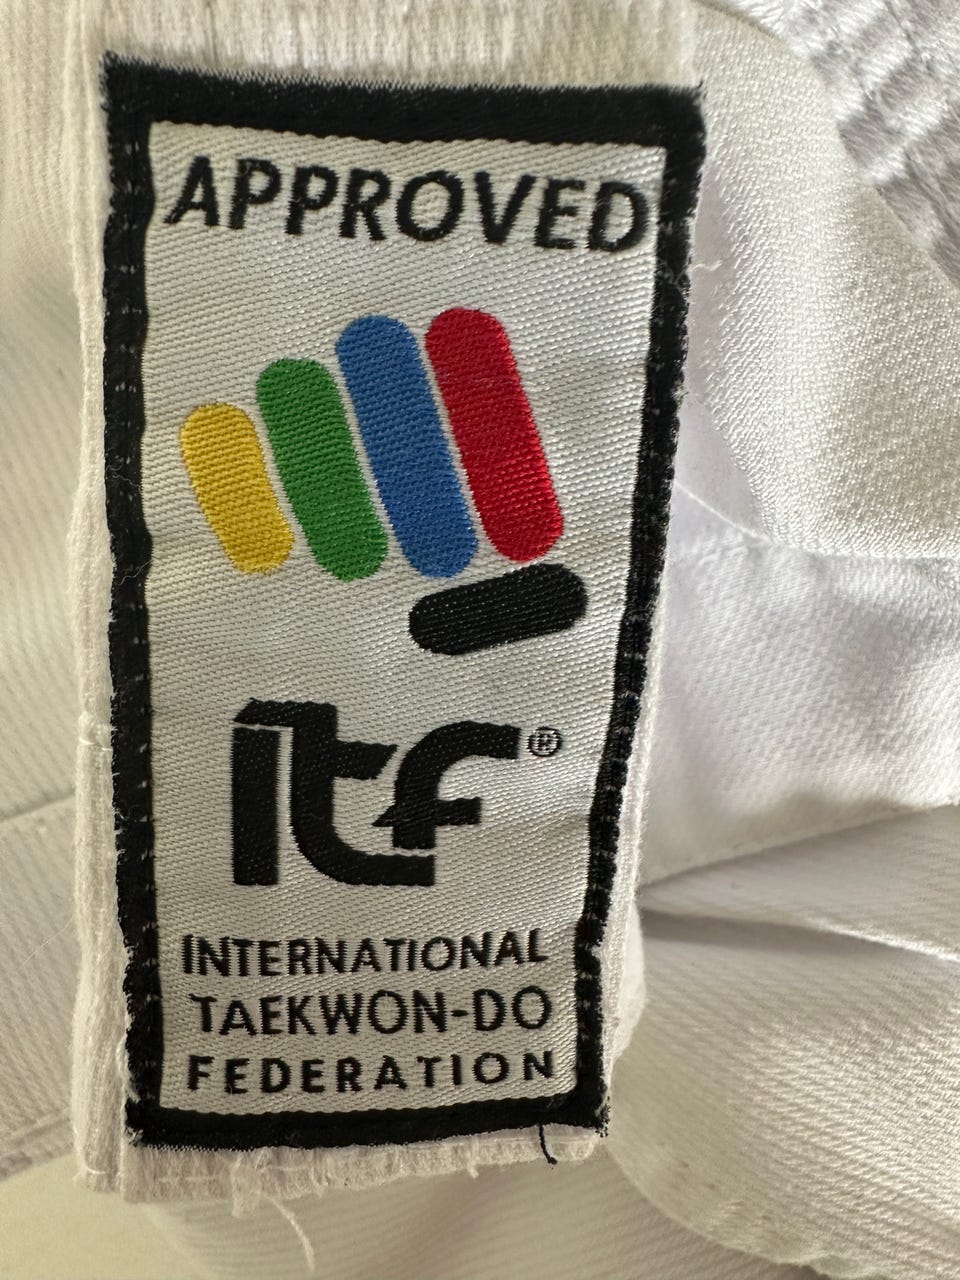 APPROVED
itf®
INTERNATIONAL
TAEKWON-DO
FEDERATION